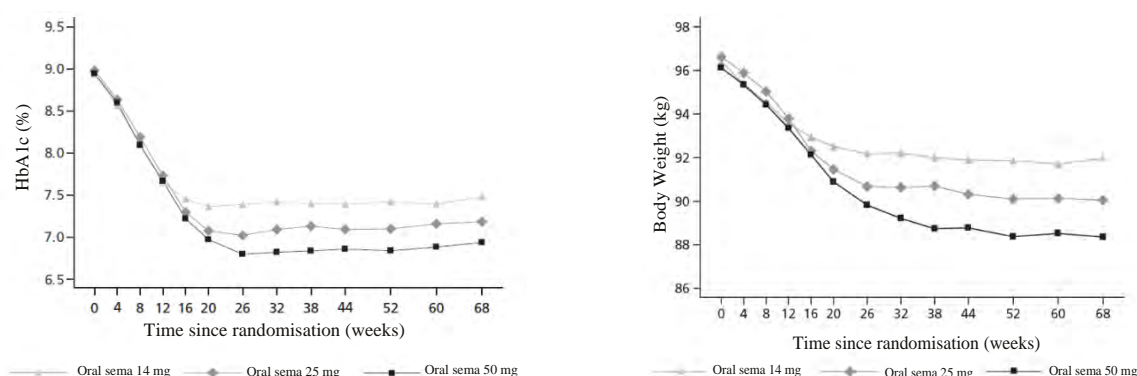 9.5
9.0
8.5
8.0
7.5
7.0
6.5
HbA1c (%)
0 4 8 12 16 20 26 32 38 44 52 60 68
Time since randomisation (weeks)
Oral sema 14 mg Oral sema 25 mg Oral sema 50 mg
98
96
94
92
90
88
86
Body Weight (kg)
0 4 8 12 16 20 26 32 38 44 52 60 68
Time since randomisation (weeks)
Oral sema 14 mg Oral sema 25 mg Oral sema 50 mg